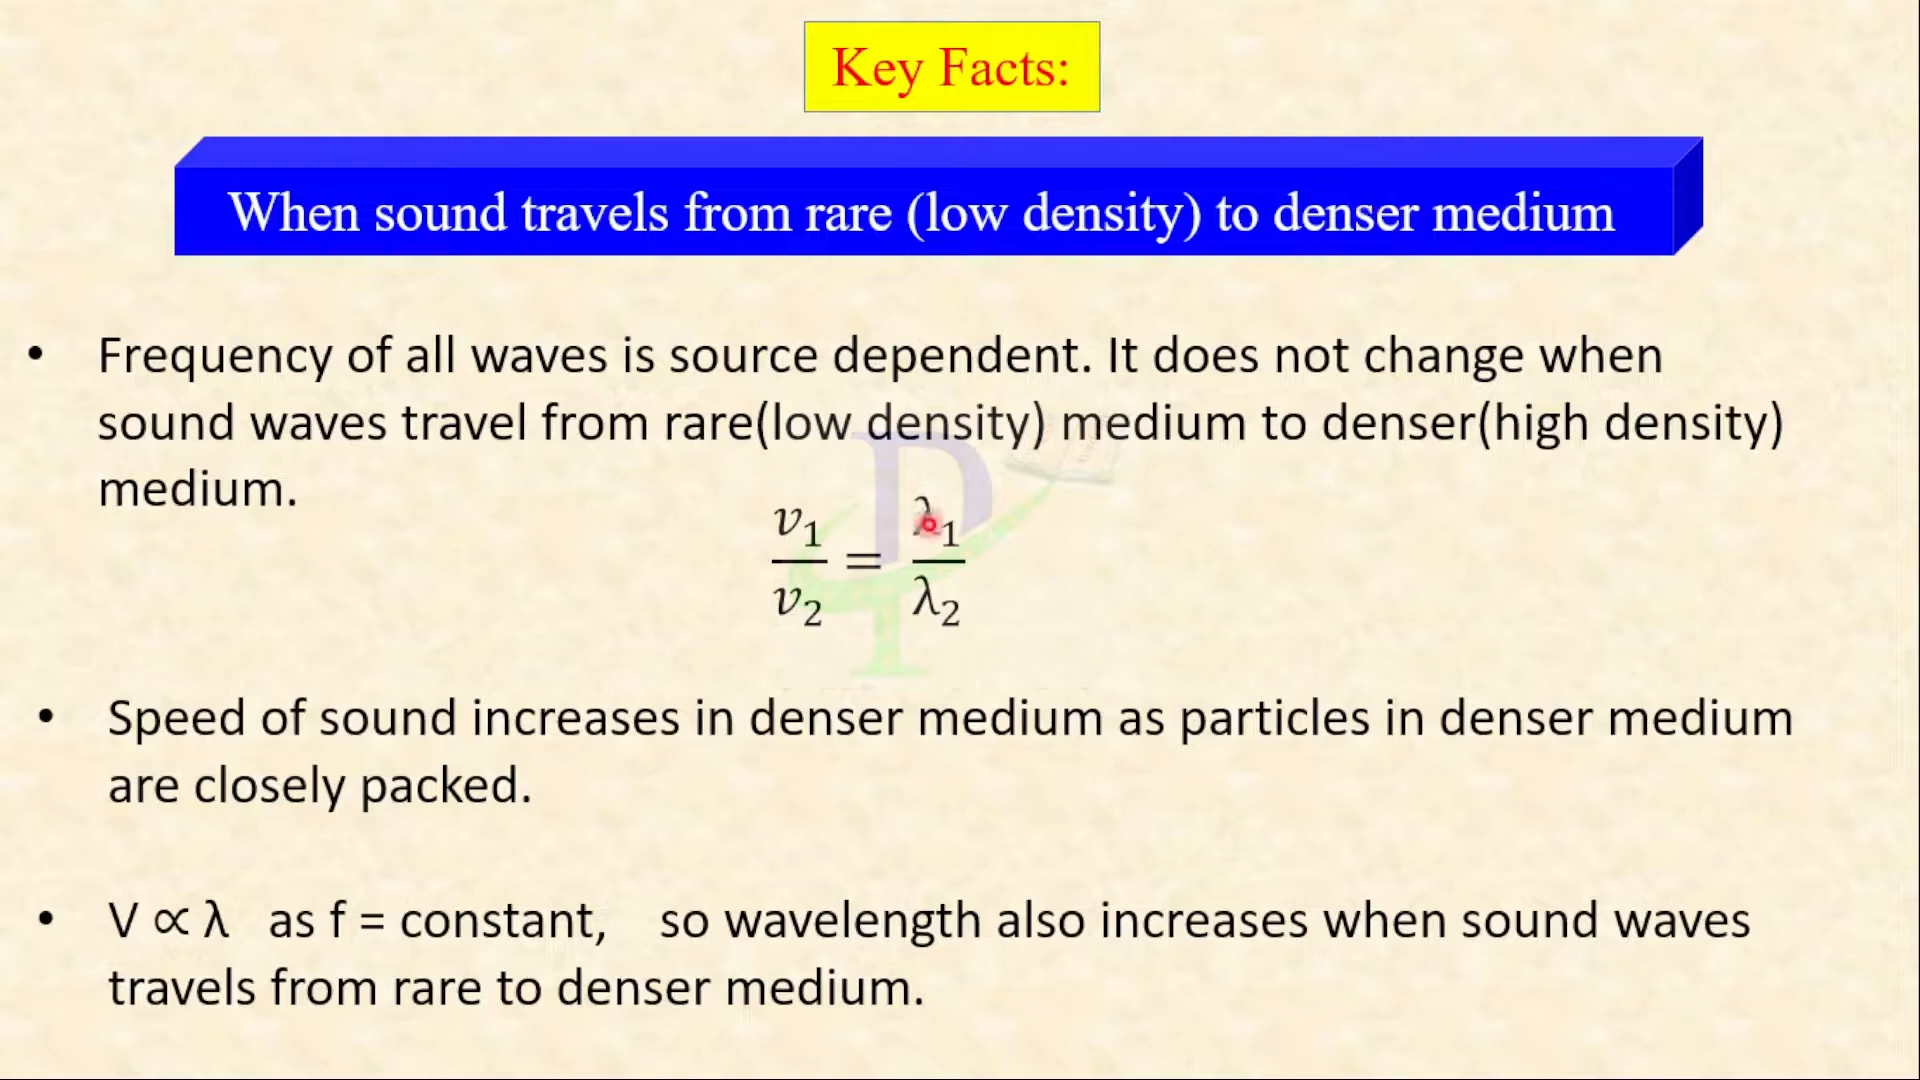 Key Facts:
When sound travels from rare (low density) to denser medium
• Frequency of all waves is source dependent. It does not change when
sound waves travel from rare(low density) medium to denser(high density)
medium.
v₁/v₂ = λ₁/λ₂
• Speed of sound increases in denser medium as particles in denser medium
are closely packed.
• V ∝ λ as f = constant, so wavelength also increases when sound waves
travels from rare to denser medium.